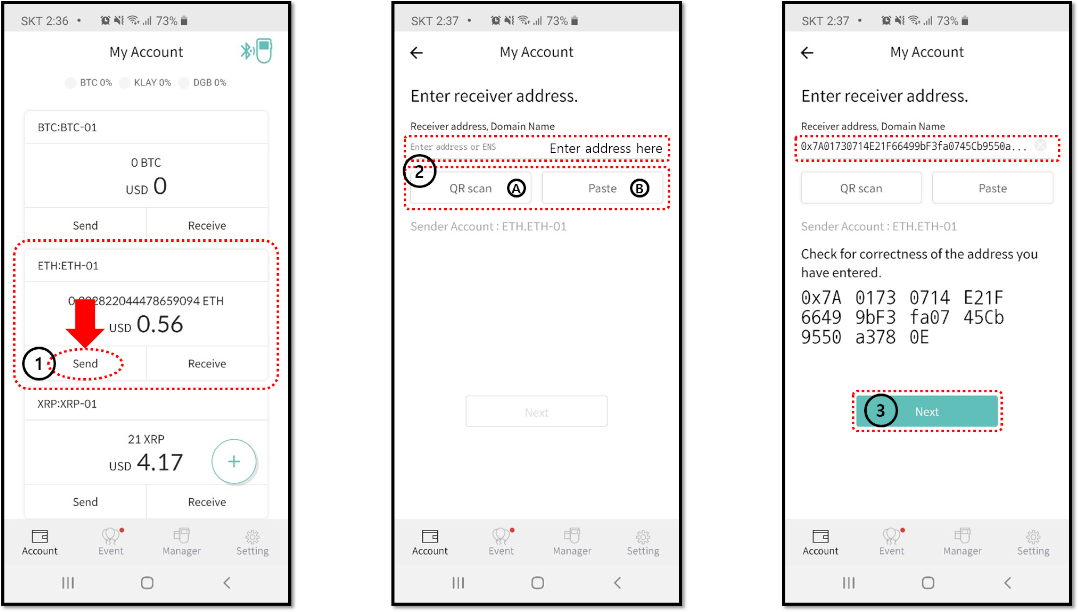 SKT 2:36 • 73%
My Account
BTC 0% KLAY 0% DGB 0%
BTC:BTC-01
0 BTC
USD 0
Send Receive
ETH:ETH-01
822044478659094 ETH
USD 0.56
1 Send Receive
XRP:XRP-01
21 XRP
USD 4.17
+
Send Receive
Account Event Manager Setting
SKT 2:37 • 73%
My Account
Enter receiver address.
Receiver address, Domain Name
Enter address or ENS Enter address here
2
QR scan A Paste B
Sender Account : ETH.ETH-01
Next
Account Event Manager Setting
SKT 2:37 • 73%
My Account
Enter receiver address.
Receiver address, Domain Name
0x7A01730714E21F66499bF3fa0745Cb9550a...
QR scan Paste
Sender Account : ETH.ETH-01
Check for correctness of the address you
have entered.
0x7A 0173 0714 E21F
6649 9bF3 fa07 45Cb
9550 a378 0E
3 Next
Account Event Manager Setting